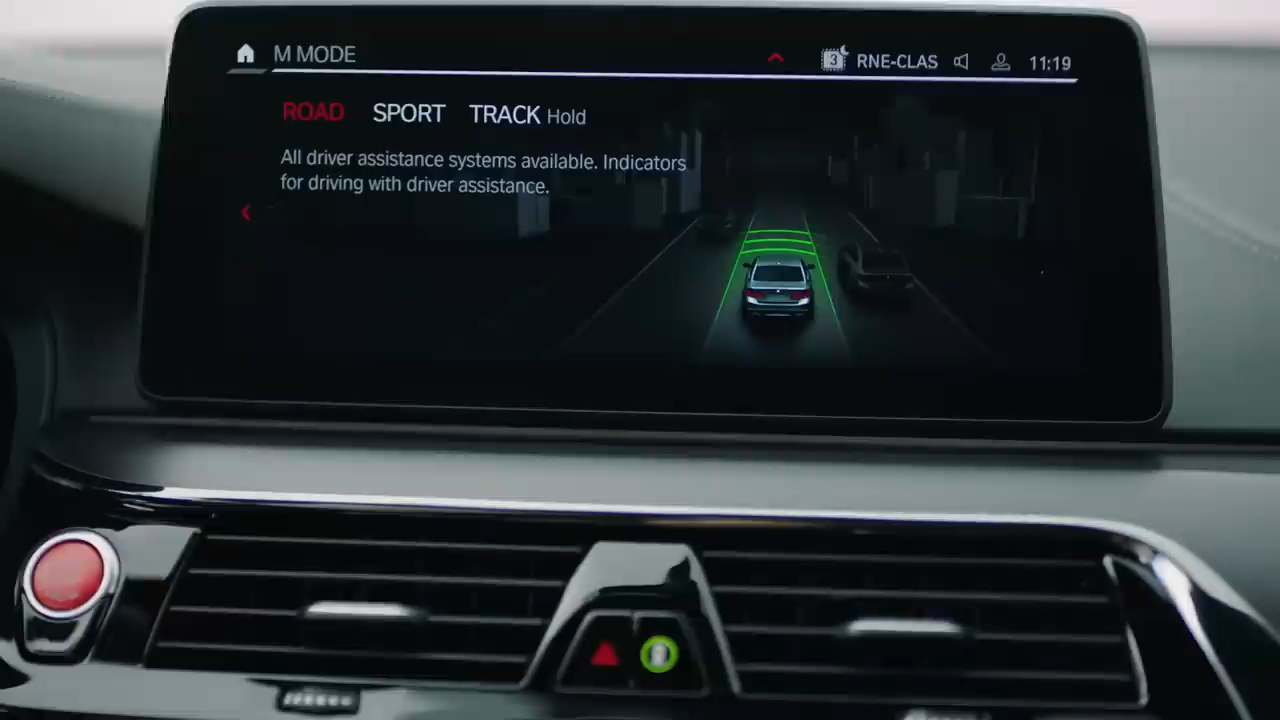 M MODE
3 RNE-CLAS 11:19
ROAD SPORT TRACK Hold
All driver assistance systems available. Indicators
for driving with driver assistance.